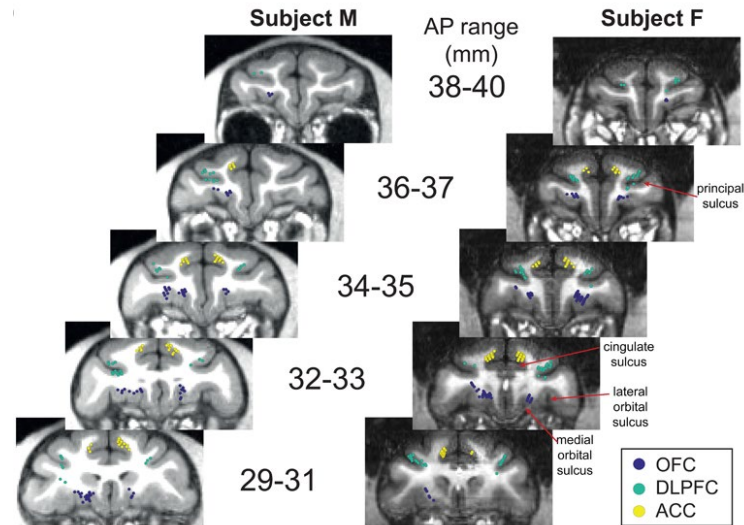 Subject M
AP range
(mm)
Subject F
38-40
36-37
principal
sulcus
34-35
32-33
cingulate
sulcus
lateral
orbital
sulcus
medial
orbital
sulcus
29-31
OFC
DLPFC
ACC